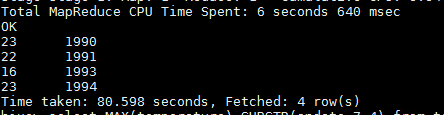 Total MapReduce CPU Time Spent: 6 seconds 640 msec
OK
23 1990
22 1991
16 1993
23 1994
Time taken: 80.598 seconds, Fetched: 4 row(s)